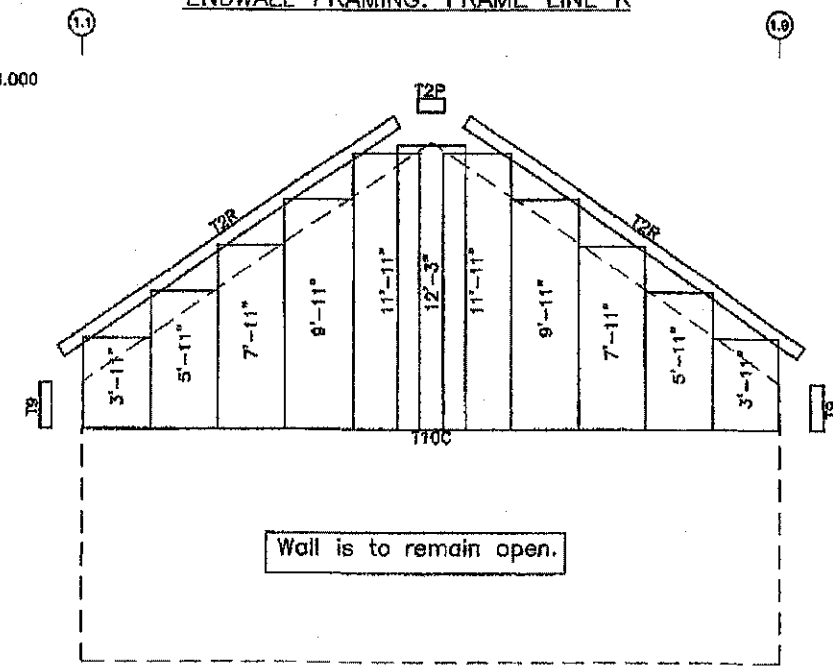 ENDWALL FRAMING: FRAME LINE K
1.1
1.9
.000
T2P
T2R
T2R
3'-11"
5'-11"
7'-11"
9'-11"
11'-11"
12'-3"
11'-11"
9'-11"
7'-11"
5'-11"
3'-11"
T9
T9
T10C
Wall is to remain open.